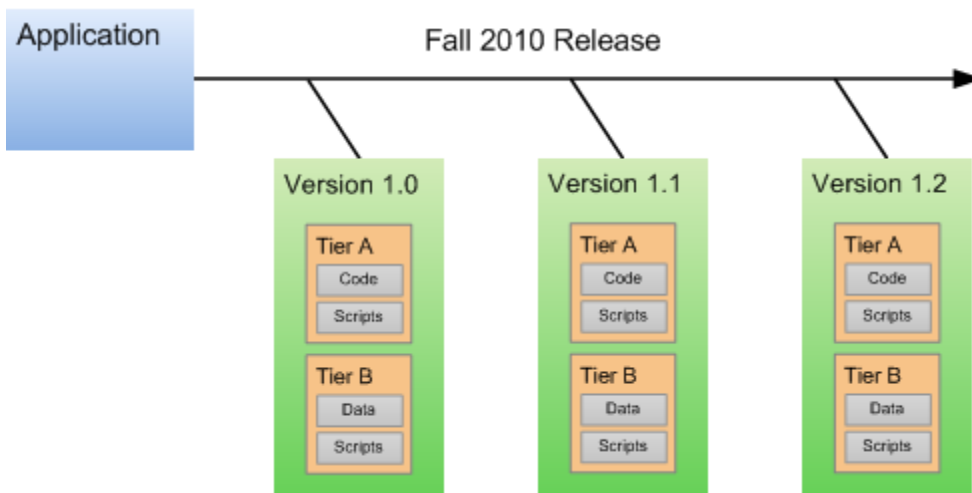 Application
Fall 2010 Release
Version 1.0
Tier A
Code
Scripts
Tier B
Data
Scripts
Version 1.1
Tier A
Code
Scripts
Tier B
Data
Scripts
Version 1.2
Tier A
Code
Scripts
Tier B
Data
Scripts